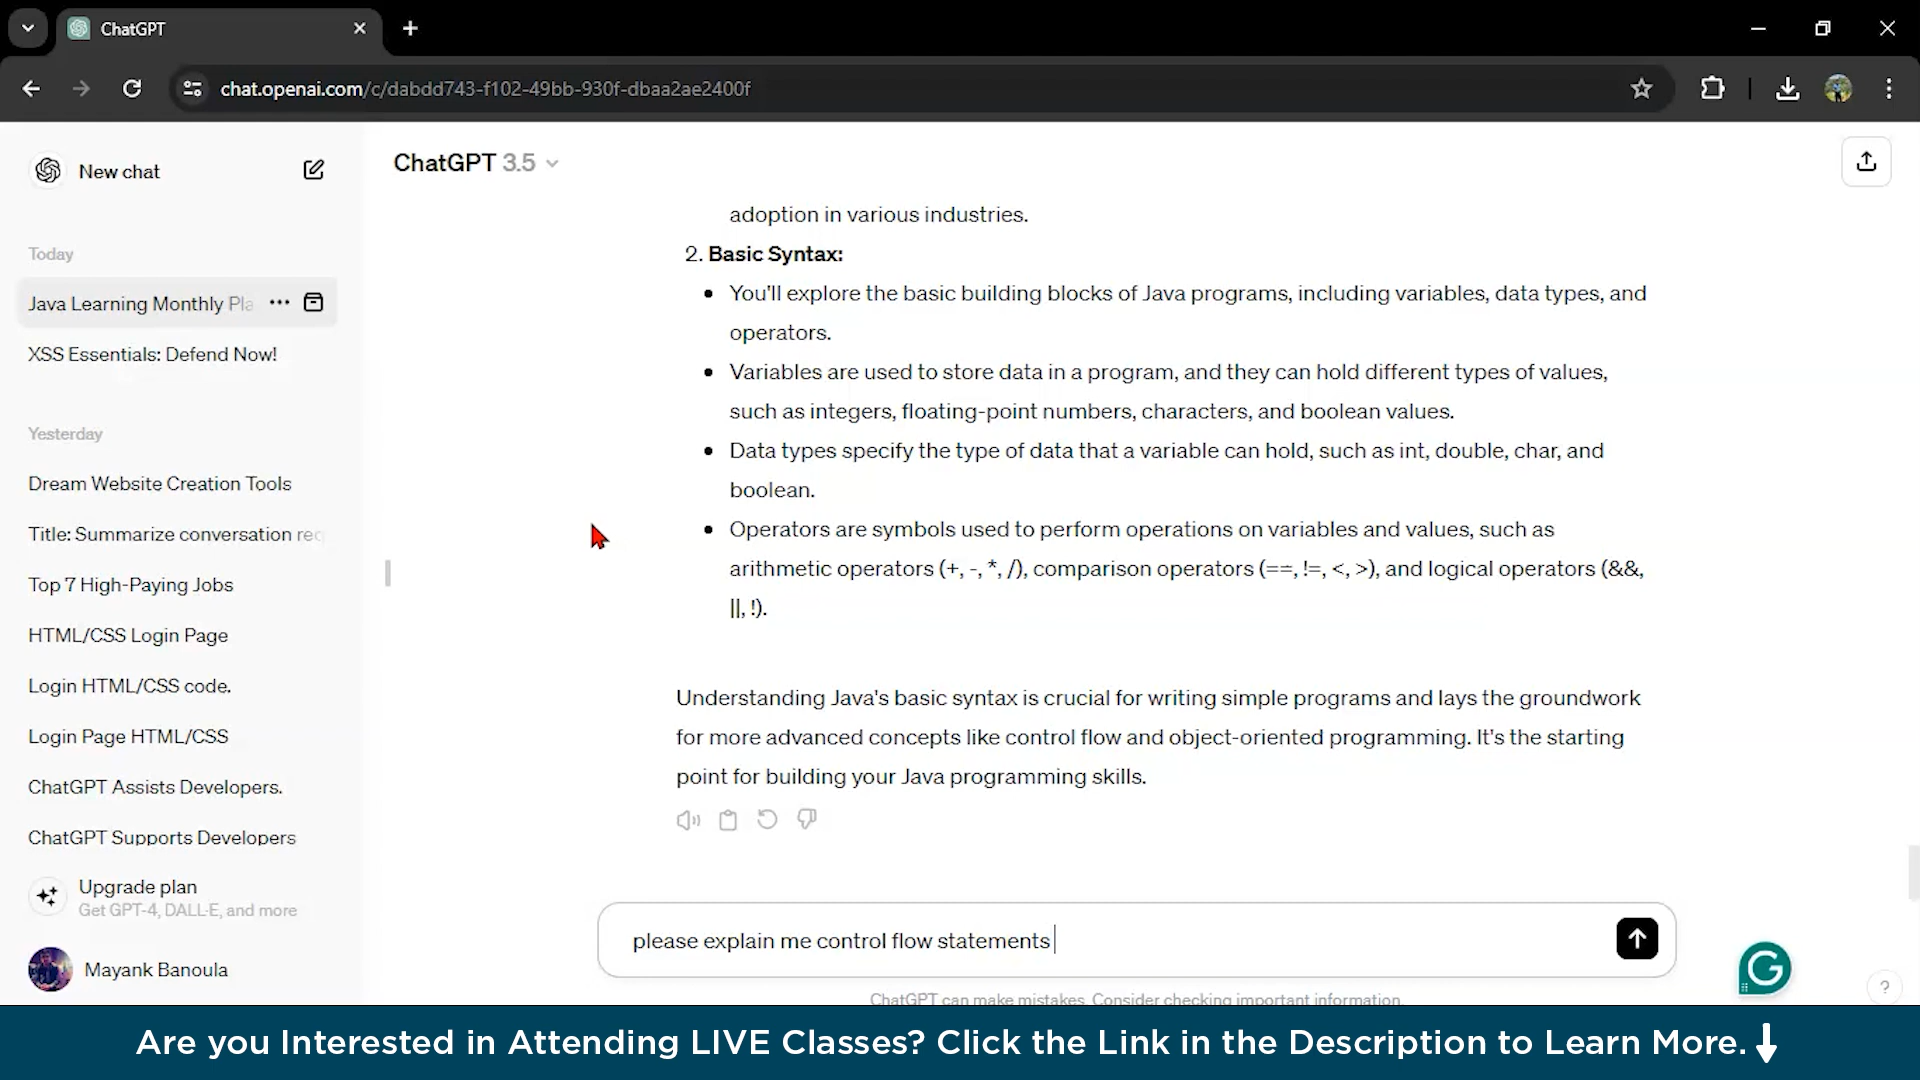 ChatGPT
chat.openai.com/c/dabdd743-f102-49bb-930f-dbaa2ae2400f
New chat
ChatGPT 3.5
Today
Java Learning Monthly Pla
XSS Essentials: Defend Now!
Yesterday
Dream Website Creation Tools
Title: Summarize conversation req
Top 7 High-Paying Jobs
HTML/CSS Login Page
Login HTML/CSS code.
Login Page HTML/CSS
ChatGPT Assists Developers.
ChatGPT Supports Developers
Upgrade plan
Get GPT-4, DALL·E, and more
Mayank Banoula
adoption in various industries.
2. Basic Syntax:
• You'll explore the basic building blocks of Java programs, including variables, data types, and
operators.
• Variables are used to store data in a program, and they can hold different types of values,
such as integers, floating-point numbers, characters, and boolean values.
• Data types specify the type of data that a variable can hold, such as int, double, char, and
boolean.
• Operators are symbols used to perform operations on variables and values, such as
arithmetic operators (+, -, *, /), comparison operators (==, !=, <, >), and logical operators (&&,
||, !).
Understanding Java's basic syntax is crucial for writing simple programs and lays the groundwork
for more advanced concepts like control flow and object-oriented programming. It's the starting
point for building your Java programming skills.
please explain me control flow statements
ChatGPT can make mistakes. Consider checking important information.
?
Are you Interested in Attending LIVE Classes? Click the Link in the Description to Learn More.